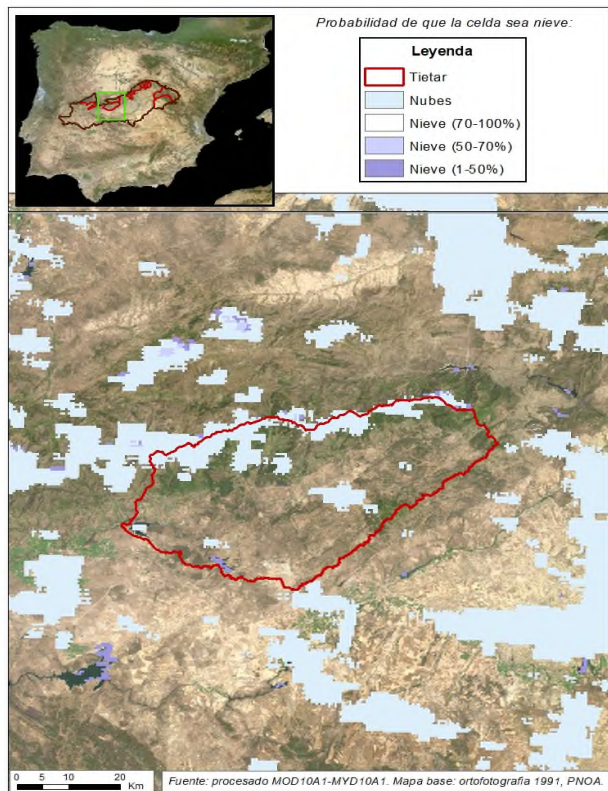 Probabilidad de que la celda sea nieve:
Leyenda
Tietar
Nubes
Nieve (70-100%)
Nieve (50-70%)
Nieve (1-50%)
0 5 10 20
Km
Fuente: procesado MOD10A1-MYD10A1. Mapa base: ortofotografia 1991, PNOA.